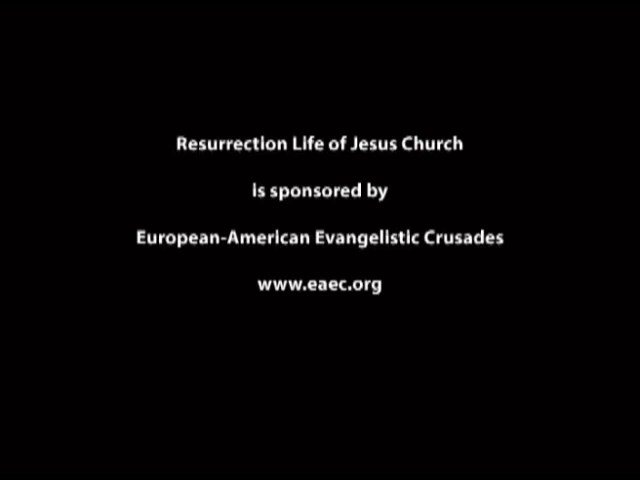 Resurrection Life of Jesus Church
is sponsored by
European-American Evangelistic Crusades
www.eaec.org